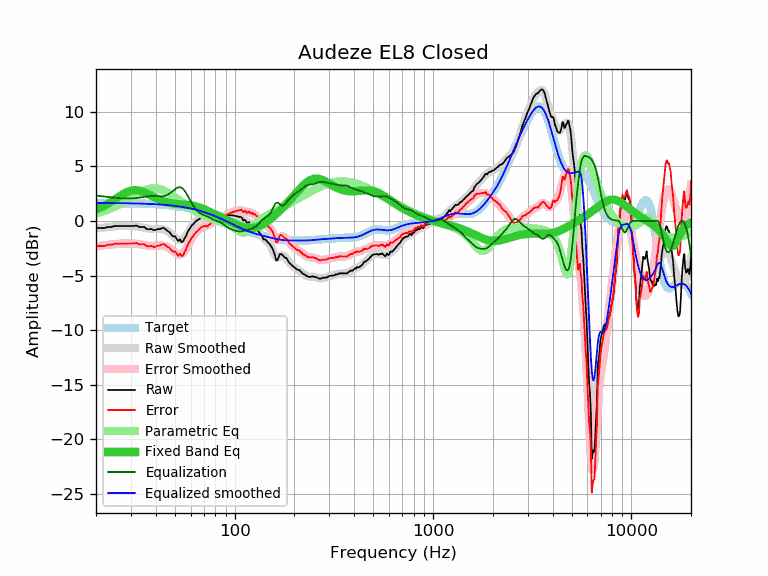 Audeze EL8 Closed
Amplitude (dBr)
10
5
0
−5
−10
−15
−20
−25
Target
Raw Smoothed
Error Smoothed
Raw
Error
Parametric Eq
Fixed Band Eq
Equalization
Equalized smoothed
100 1000 10000
Frequency (Hz)